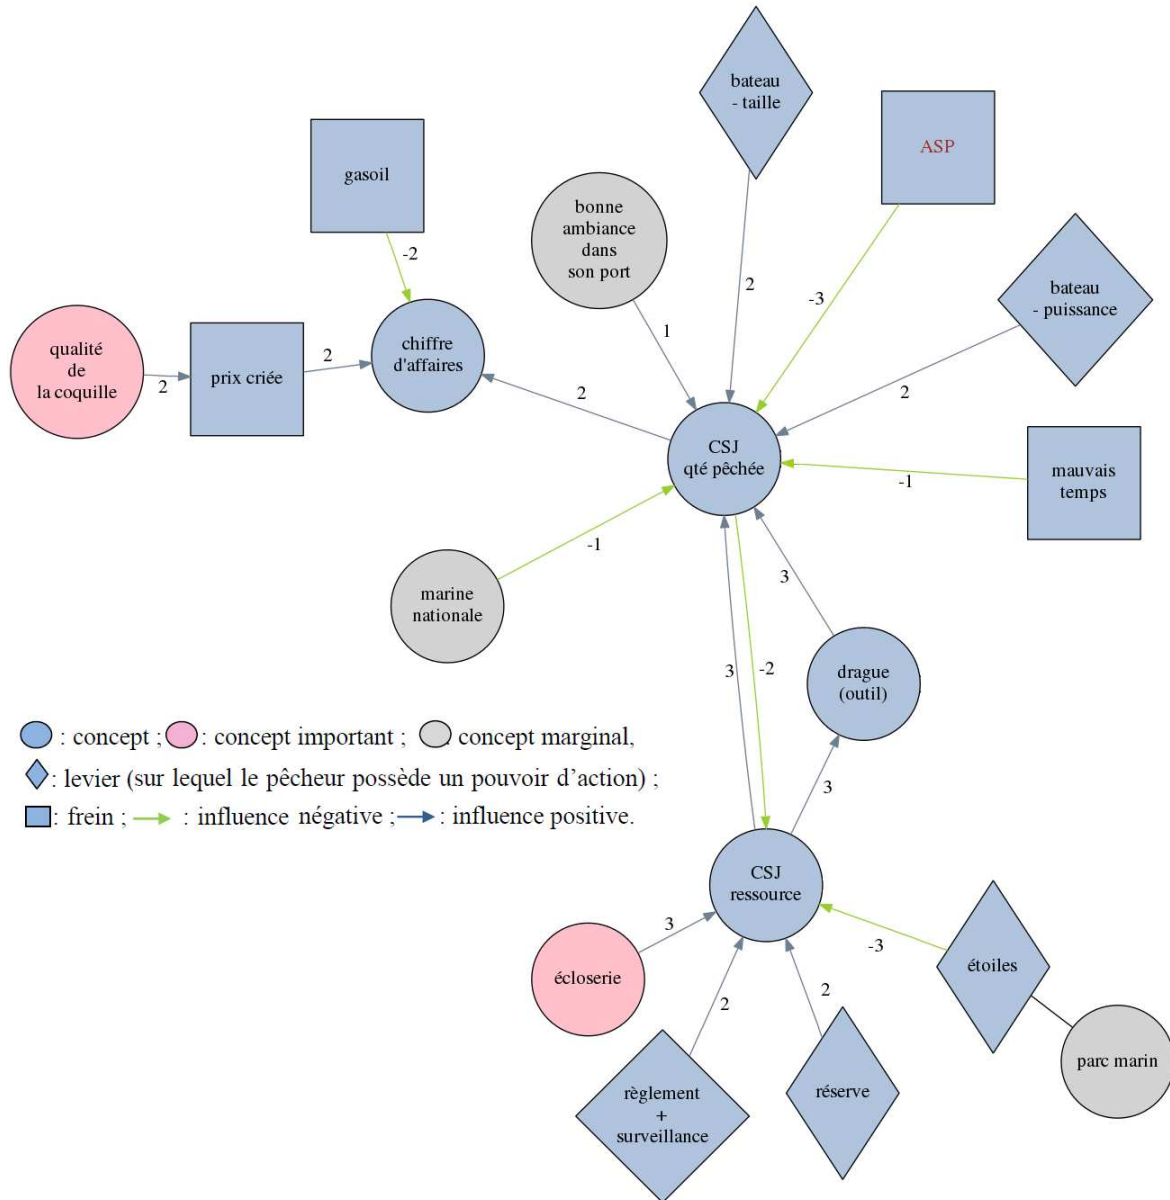 bateau
- taille
ASP
gasoil
bonne
ambiance
dans
son port
-2
2
-3
bateau
- puissance
1
qualité
de
la coquille
2
prix criée
2
chiffre
d'affaires
2
2
CSJ
qté pêchée
-1
mauvais
temps
-1
marine
nationale
3
3
-2
drague
(outil)
: concept ; : concept important ; concept marginal,
: levier (sur lequel le pêcheur possède un pouvoir d’action) ;
: frein ; : influence négative ; : influence positive.
3
CSJ
ressource
3
-3
écloserie
2
2
étoiles
parc marin
règlement
+
surveillance
réserve